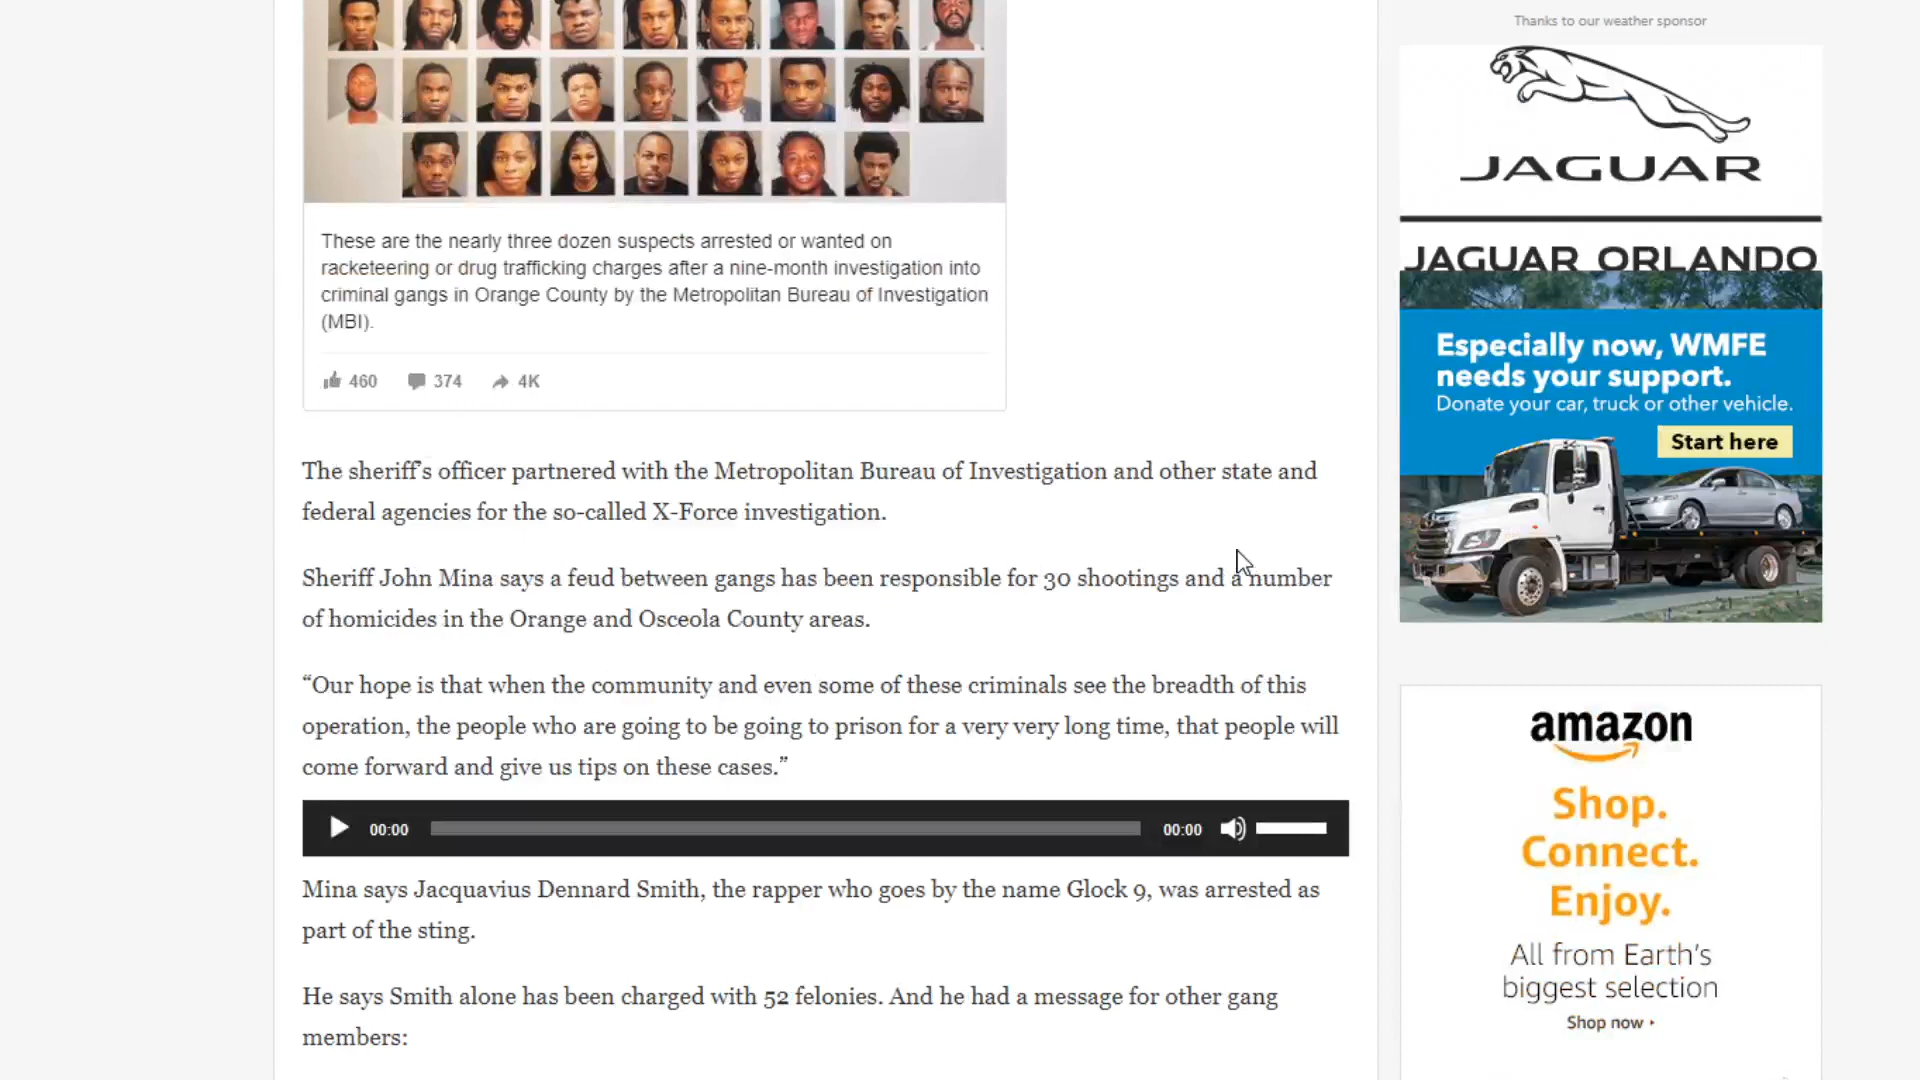 Thanks to our weather sponsor
JAGUAR
JAGUAR ORLANDO
These are the nearly three dozen suspects arrested or wanted on
racketeering or drug trafficking charges after a nine-month investigation into
criminal gangs in Orange County by the Metropolitan Bureau of Investigation
(MBI).
460 374 4K
Especially now, WMFE
needs your support.
Donate your car, truck or other vehicle.
Start here
The sheriff's officer partnered with the Metropolitan Bureau of Investigation and other state and
federal agencies for the so-called X-Force investigation.
Sheriff John Mina says a feud between gangs has been responsible for 30 shootings and a number
of homicides in the Orange and Osceola County areas.
“Our hope is that when the community and even some of these criminals see the breadth of this
operation, the people who are going to be going to prison for a very very long time, that people will
come forward and give us tips on these cases.”
00:00 00:00
Mina says Jacquavius Dennard Smith, the rapper who goes by the name Glock 9, was arrested as
part of the sting.
He says Smith alone has been charged with 52 felonies. And he had a message for other gang
members:
amazon
Shop.
Connect.
Enjoy.
All from Earth's
biggest selection
Shop now